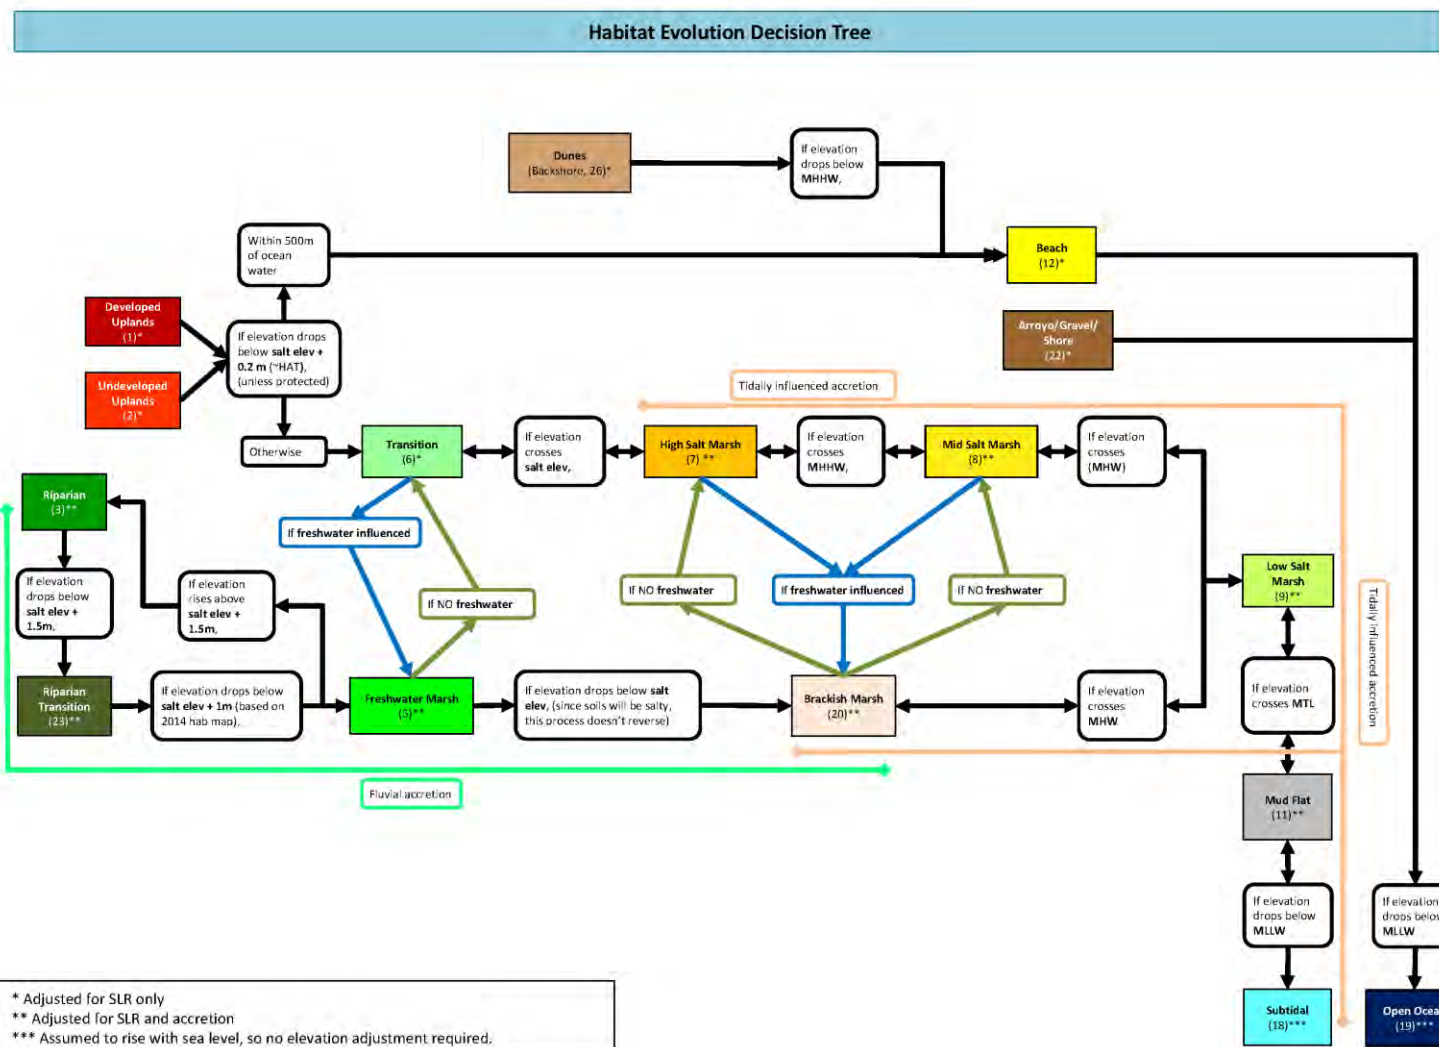 Habitat Evolution Decision Tree
Dunes
(Backshore, 26)*
If elevation
drops below
MHHW,
Within 500m
of ocean
water
Beach
(12)*
Developed
Uplands
(1)*
If elevation drops
below salt elev +
0.2 m (~HAT),
(unless protected)
Arroyo/Gravel/
Shore
(22)*
Undeveloped
Uplands
(2)*
Tidally influenced accretion
Otherwise
Transition
(6)*
If elevation
crosses
salt elev,
High Salt Marsh
(7) **
If elevation
crosses
MHHW,
Mid Salt Marsh
(8)**
If elevation
crosses
(MHW)
Riparian
(3)**
If freshwater influenced
If elevation
drops below
salt elev +
1.5m,
If elevation
rises above
salt elev +
1.5m,
If NO freshwater
If NO freshwater
If freshwater influenced
If NO freshwater
Low Salt
Marsh
(9)**
Tidally influenced accretion
Riparian
Transition
(23)**
If elevation drops below
salt elev + 1m (based on
2014 hab map),
Freshwater Marsh
(5)**
If elevation drops below salt
elev, (since soils will be salty,
this process doesn't reverse)
Brackish Marsh
(20)**
If elevation
crosses
MHW
If elevation
crosses MTL
Fluvial accretion
Mud Flat
(11)**
If elevation
drops below
MLLW
If elevation
drops below
MLLW
Subtidal
(18)***
Open Ocea
(19)***
* Adjusted for SLR only
** Adjusted for SLR and accretion
*** Assumed to rise with sea level, so no elevation adjustment required.